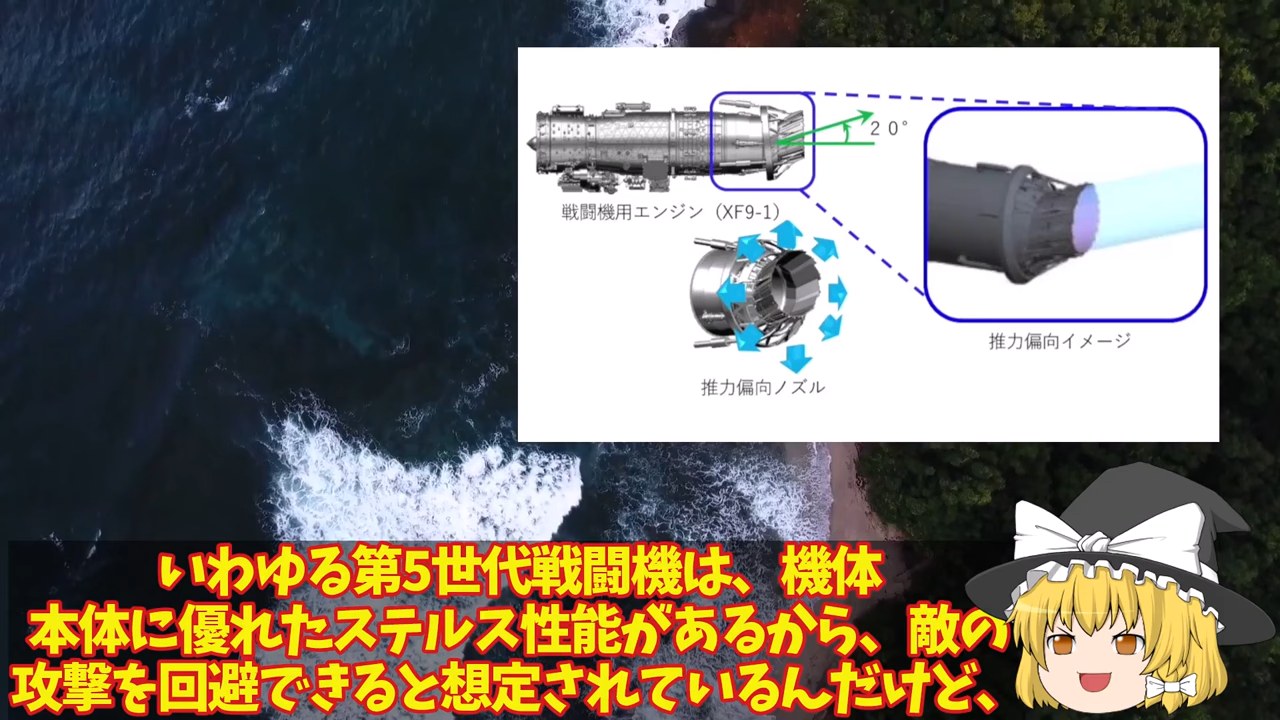 20°
戦闘機用エンジン（XF9-1）
推力偏向イメージ
推力偏向ノズル
いわゆる第5世代戦闘機は、機体
本体に優れたステルス性能があるから、敵の
攻撃を回避できると想定されているんだけど、